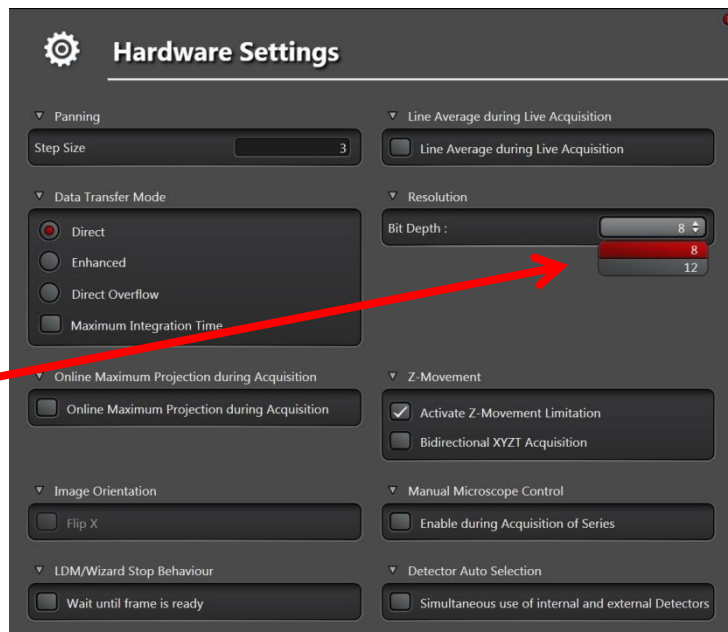 Hardware Settings
Panning
Step Size 3
Data Transfer Mode
Direct
Enhanced
Direct Overflow
Maximum Integration Time
Online Maximum Projection during Acquisition
Online Maximum Projection during Acquisition
Image Orientation
Flip X
LDM/Wizard Stop Behaviour
Wait until frame is ready
Line Average during Live Acquisition
Line Average during Live Acquisition
Resolution
Bit Depth : 8
8
12
Z-Movement
Activate Z-Movement Limitation
Bidirectional XYZT Acquisition
Manual Microscope Control
Enable during Acquisition of Series
Detector Auto Selection
Simultaneous use of internal and external Detectors